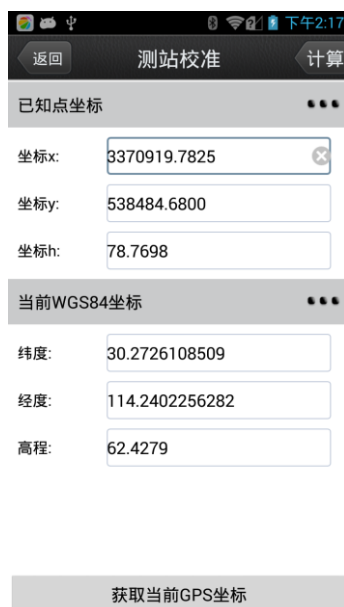 下午2:17
返回
测站校准
计算
已知点坐标
坐标x: 3370919.7825
坐标y: 538484.6800
坐标h: 78.7698
当前WGS84坐标
纬度: 30.2726108509
经度: 114.2402256282
高程: 62.4279
获取当前GPS坐标